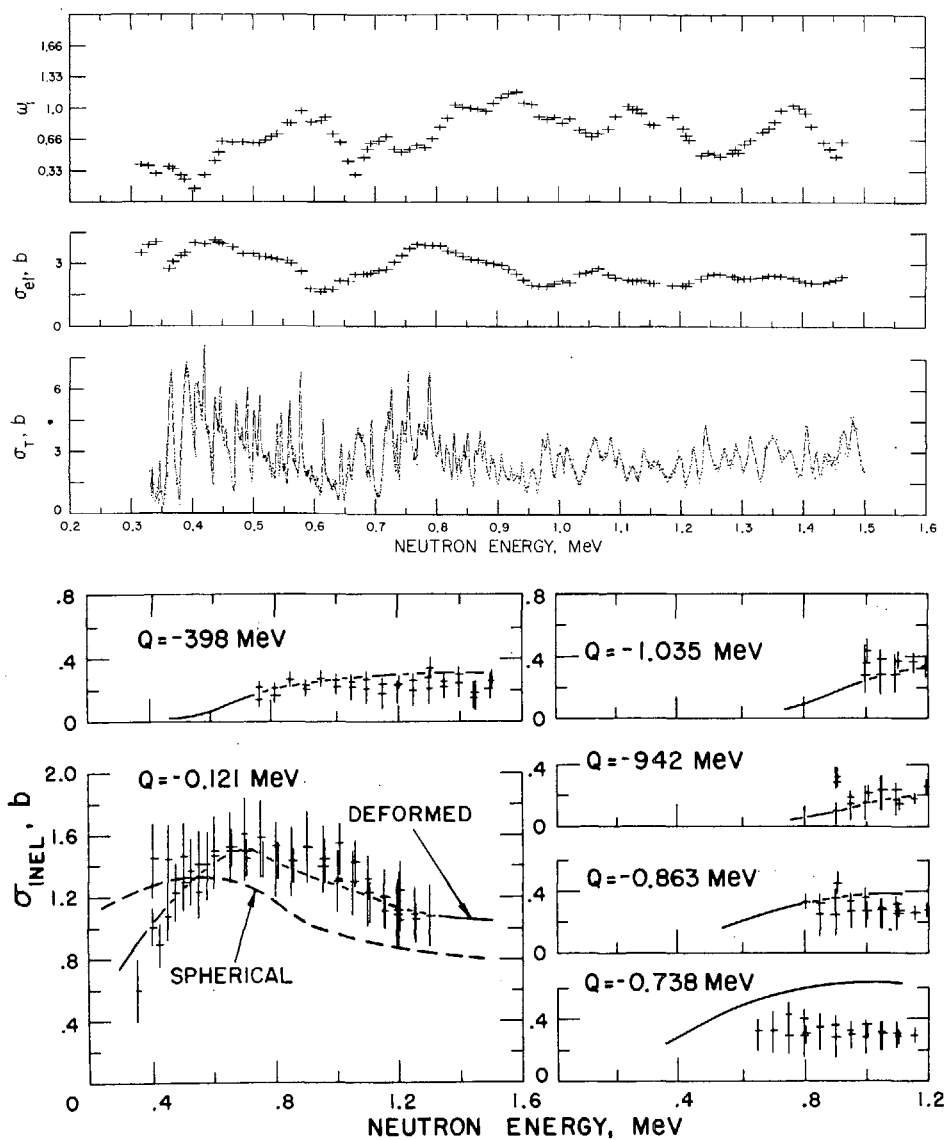 1.66
1.33
ω₁ 1.0
0.66
0.33
σel, b 3
0
σT, b 6
3
0
0.2 0.3 0.4 0.5 0.6 0.7 0.8 0.9 1.0 1.1 1.2 1.3 1.4 1.5 1.6
NEUTRON ENERGY, MeV
.8 Q=-398 MeV
.4
0
.8 Q=-1.035 MeV
.4
0
2.0 Q=-0.121 MeV
1.6 DEFORMED
σINEL, b
1.2
.8 SPHERICAL
.4
0 .4 .8 1.2 1.6
.4 Q=-942 MeV
0
.4 Q=-0.863 MeV
0
Q=-0.738 MeV
.4
0
0 .4 .8 1.2
NEUTRON ENERGY, MeV